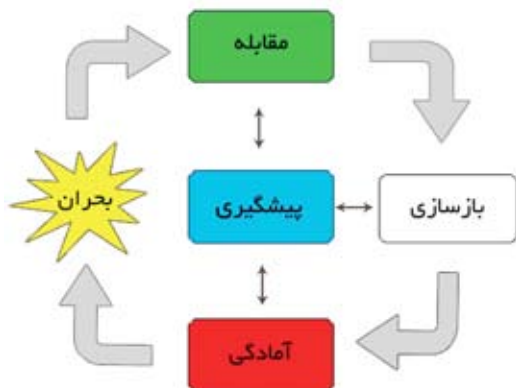 مقابله
بحران
پیشگیری
بازسازی
آمادگی